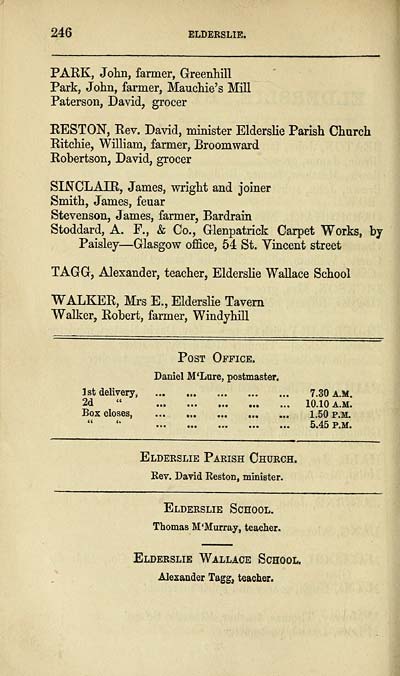 246 ELDERSLIE.
PARK, John, farmer, Greenhill
Park, John, farmer, Mauchie's Mill
Paterson, David, grocer
RESTON, Rev. David, minister Elderslie Parish Church
Ritchie, William, farmer, Broomward
Robertson, David, grocer
SINCLAIR, James, wright and joiner
Smith, James, feuar
Stevenson, James, farmer, Bardrain
Stoddard, A. F., & Co., Glenpatrick Carpet Works, by
Paisley—Glasgow office, 54 St. Vincent street
TAGG, Alexander, teacher, Elderslie Wallace School
WALKER, Mrs E., Elderslie Tavern
Walker, Robert, farmer, Windyhill
POST OFFICE.
Daniel M'Lure, postmaster.
1st delivery, ... ... ... ... ... 7.30 A.M.
2d " ... ... ... ... ... 10.10 A.M.
Box closes, ... ... ... ... ... 1.50 P.M.
" " ... ... ... ... ... 5.45 P.M.
ELDERSLIE PARISH CHURCH.
Rev. David Reston, minister.
ELDERSLIE SCHOOL.
Thomas M'Murray, teacher.
ELDERSLIE WALLACE SCHOOL.
Alexander Tagg, teacher.